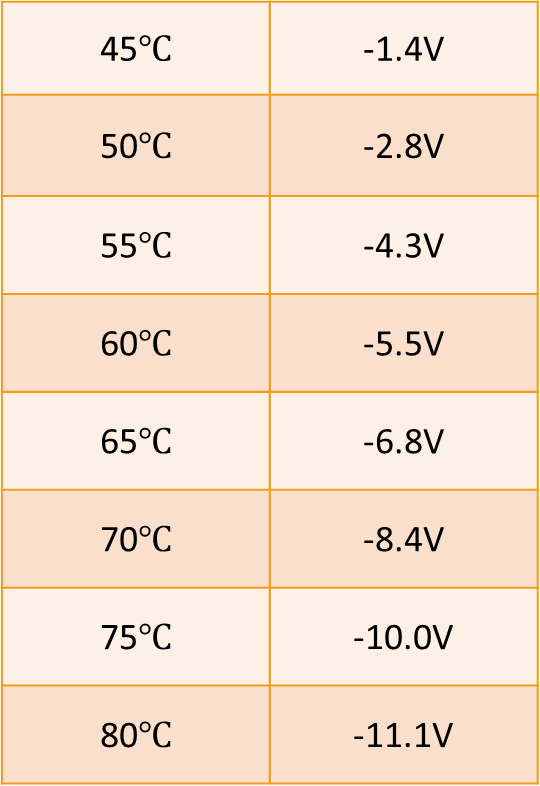 45℃ -1.4V
50℃ -2.8V
55℃ -4.3V
60℃ -5.5V
65℃ -6.8V
70℃ -8.4V
75℃ -10.0V
80℃ -11.1V